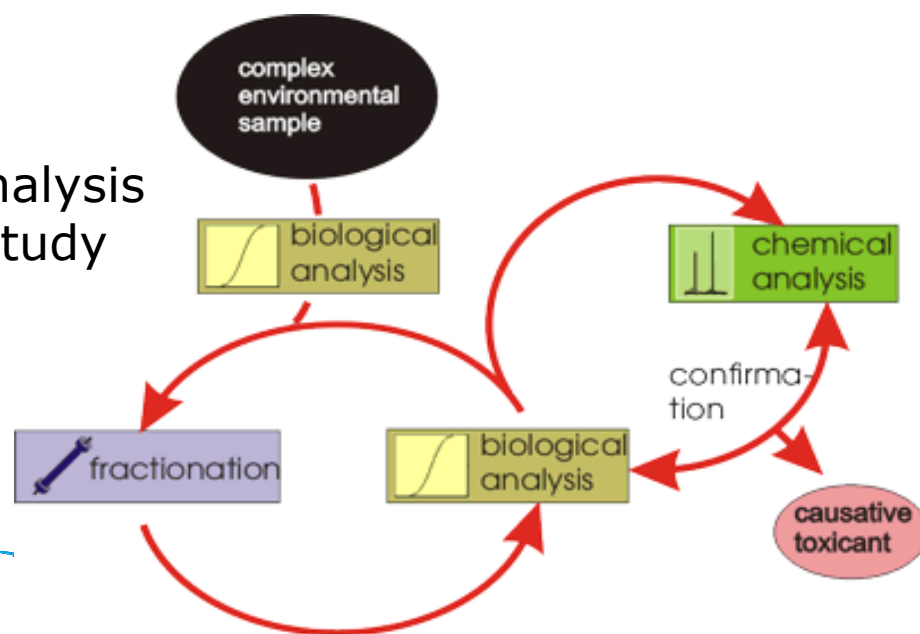 complex
environmental
sample
nalysis
tudy
biological
analysis
chemical
analysis
confirma-
tion
fractionation
biological
analysis
causative
toxicant